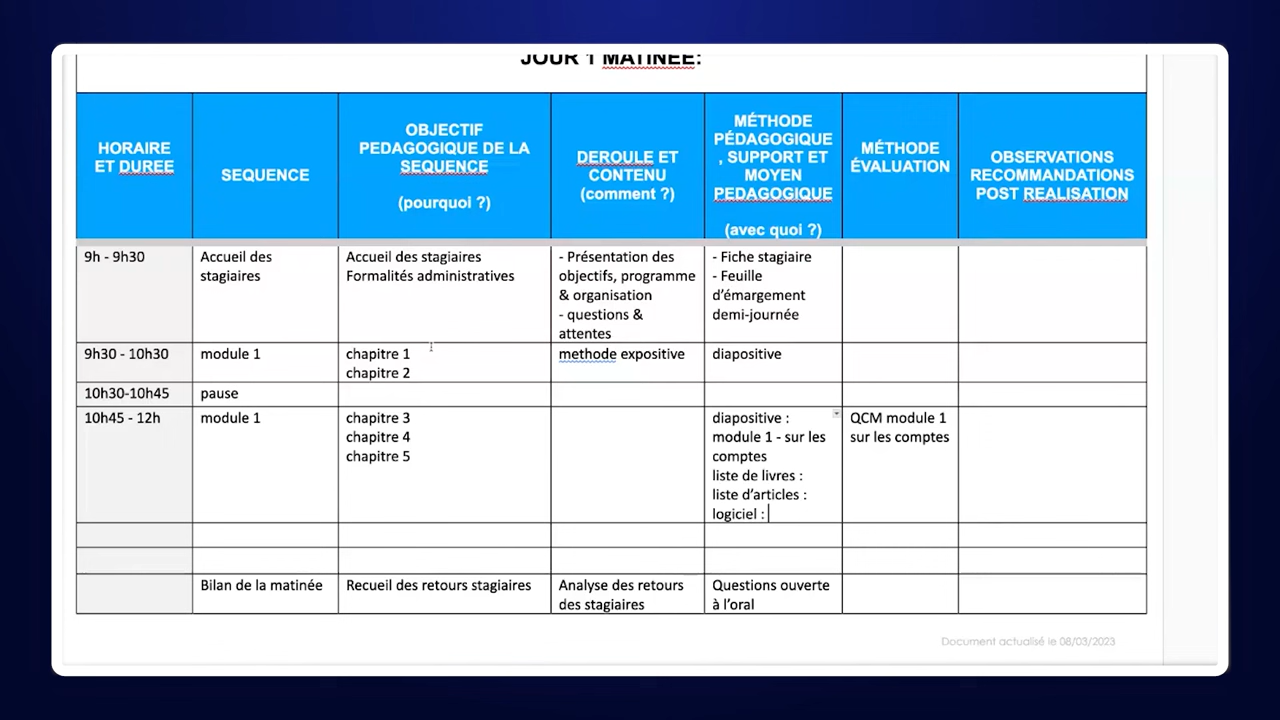 JOUR 1 MATINEE:
HORAIRE
ET DUREE
SEQUENCE
OBJECTIF
PEDAGOGIQUE DE LA
SEQUENCE
(pourquoi ?)
DEROULE ET
CONTENU
(comment ?)
MÉTHODE
PÉDAGOGIQUE
, SUPPORT ET
MOYEN
PEDAGOGIQUE
(avec quoi ?)
MÉTHODE
ÉVALUATION
OBSERVATIONS
RECOMMANDATIONS
POST REALISATION
9h - 9h30
Accueil des
stagiaires
Accueil des stagiaires
Formalités administratives
- Présentation des
objectifs, programme
& organisation
- questions &
attentes
- Fiche stagiaire
- Feuille
d’émargement
demi-journée
9h30 - 10h30
module 1
chapitre 1
chapitre 2
methode expositive
diapositive
10h30-10h45
pause
10h45 - 12h
module 1
chapitre 3
chapitre 4
chapitre 5
diapositive :
module 1 - sur les
comptes
liste de livres :
liste d’articles :
logiciel :
QCM module 1
sur les comptes
Bilan de la matinée
Recueil des retours stagiaires
Analyse des retours
des stagiaires
Questions ouverte
à l’oral
Document actualisé le 08/03/2023